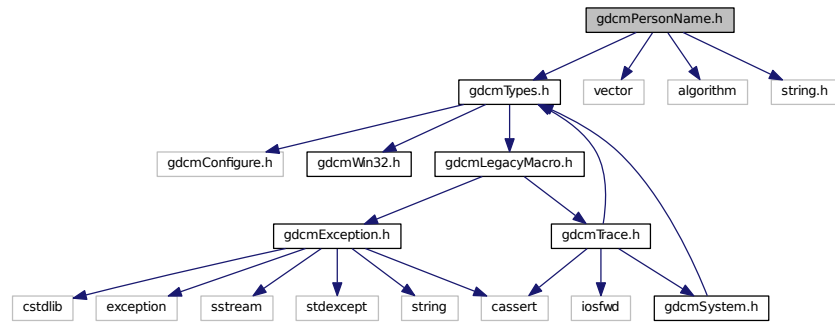 gdcmPersonName.h
gdcmTypes.h
vector
algorithm
string.h
gdcmConfigure.h
gdcmWin32.h
gdcmLegacyMacro.h
gdcmException.h
gdcmTrace.h
cstdlib
exception
sstream
stdexcept
string
cassert
iosfwd
gdcmSystem.h